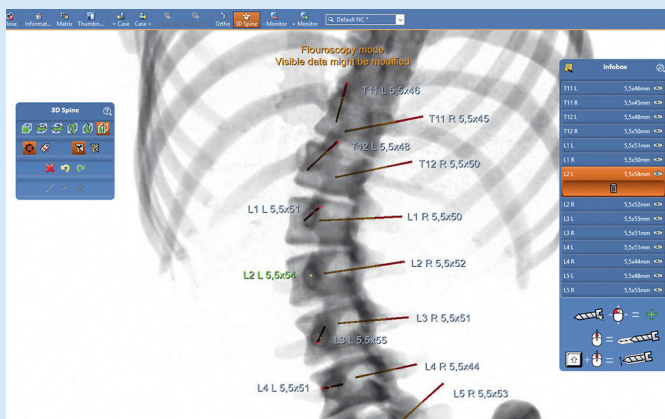 lose Informat... Matrix Thumbn... < Case Case > Ortho 3D Spine - Monitor + Monitor Default NC *
Flouroscopy mode
Visible data might be modified
3D Spine
T11 L 5,5x46
T11 R 5,5x45
T12 L 5,5x48
T12 R 5,5x50
L1 L 5,5x51
L1 R 5,5x50
L2 L 5,5x54
L2 R 5,5x52
L3 R 5,5x51
L3 L 5,5x55
L4 R 5,5x44
L4 L 5,5x51
L5 R 5,5x53
Infobox
T11 L 5,5x46mm
T11 R 5,5x45mm
T12 L 5,5x48mm
T12 R 5,5x50mm
L1 L 5,5x51mm
L1 R 5,5x50mm
L2 L 5,5x54mm
L2 R 5,5x52mm
L3 L 5,5x55mm
L3 R 5,5x51mm
L4 L 5,5x51mm
L4 R 5,5x44mm
L5 L 5,5x48mm
L5 R 5,5x53mm